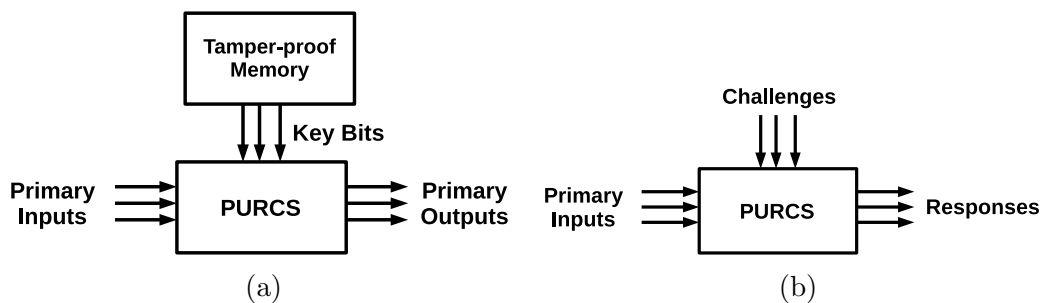 Tamper-proof
Memory
Key Bits
Primary
Inputs
PURCS
Primary
Outputs
(a)
Challenges
Primary
Inputs
PURCS
Responses
(b)